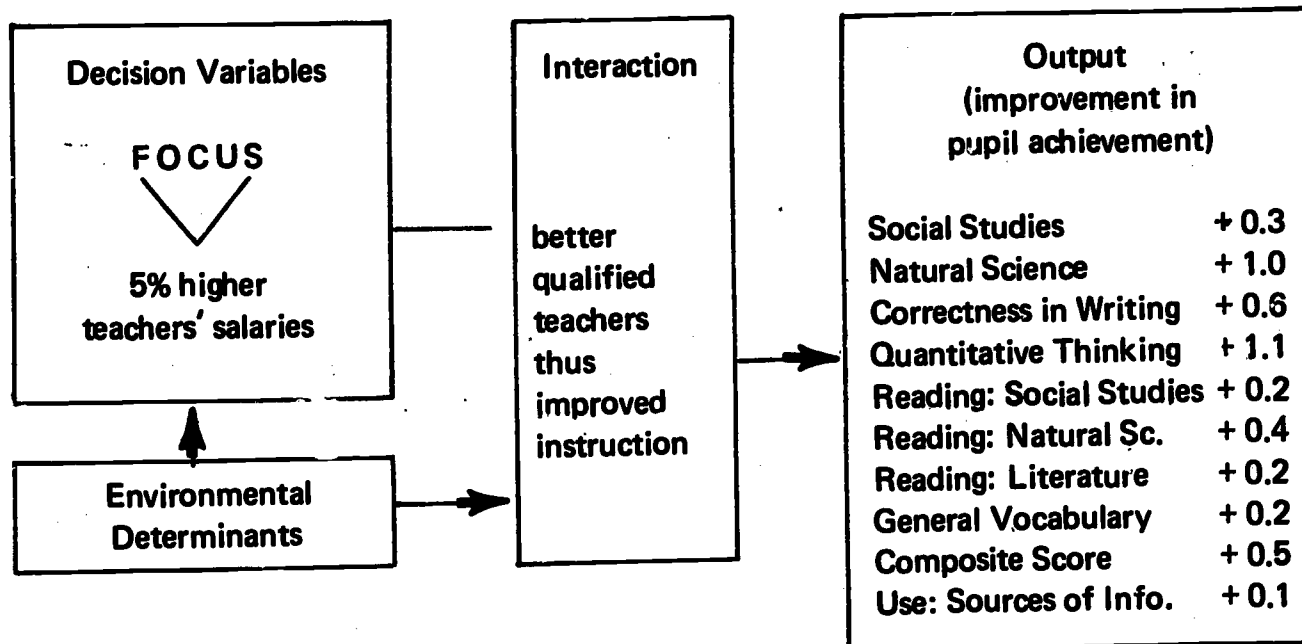 Decision Variables
FOCUS
5% higher
teachers' salaries
Environmental
Determinants
Interaction
better
qualified
teachers
thus
improved
instruction
Output
(improvement in
pupil achievement)
Social Studies + 0.3
Natural Science + 1.0
Correctness in Writing + 0.6
Quantitative Thinking + 1.1
Reading: Social Studies + 0.2
Reading: Natural Sc. + 0.4
Reading: Literature + 0.2
General Vocabulary + 0.2
Composite Score + 0.5
Use: Sources of Info. + 0.1